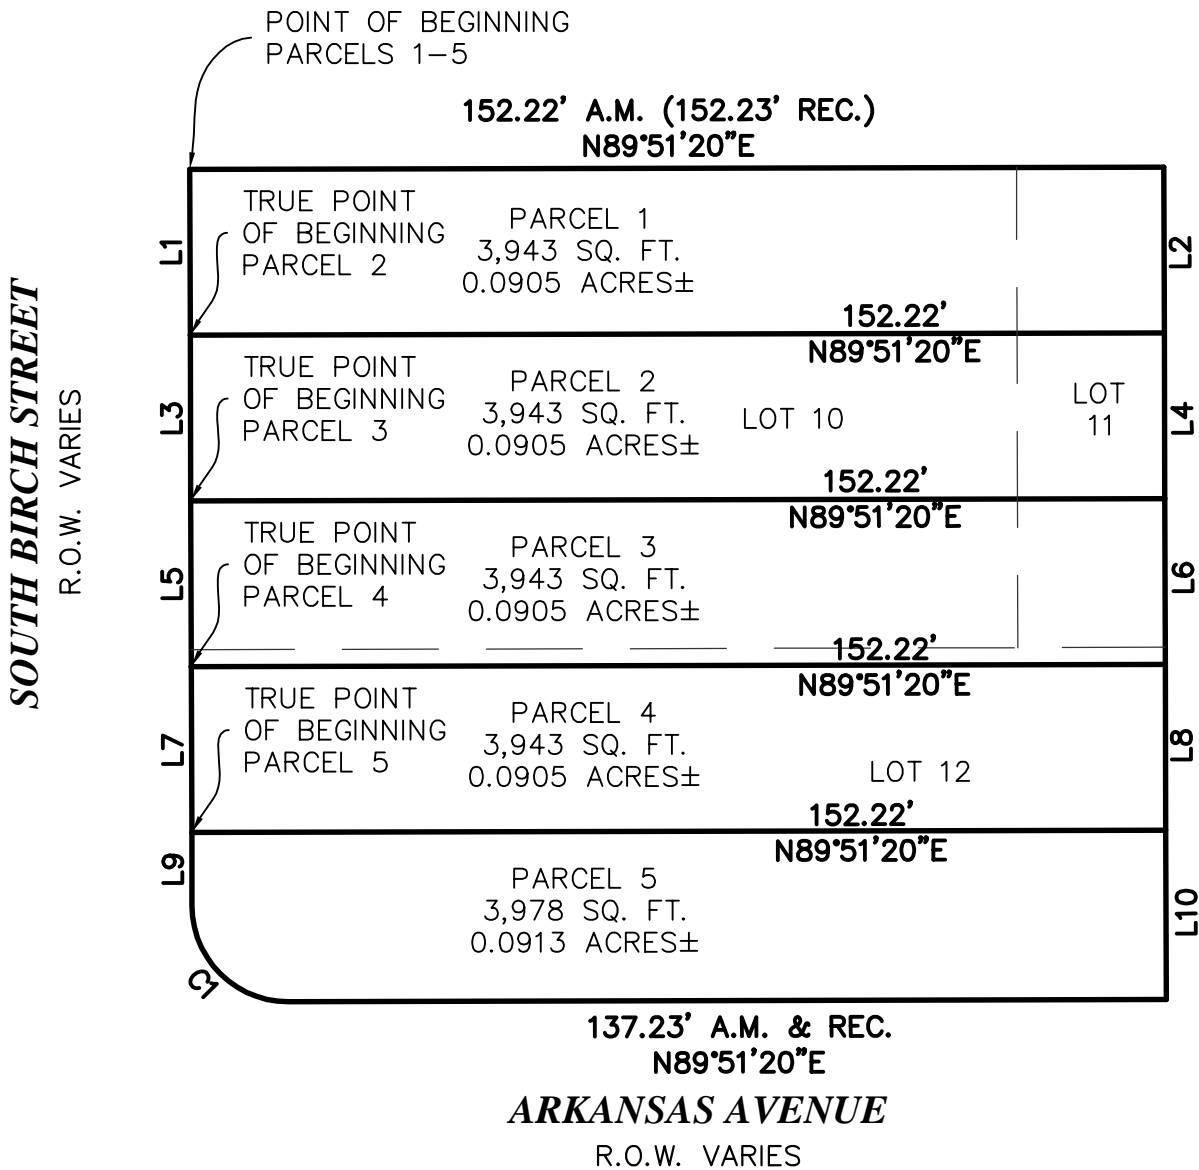 POINT OF BEGINNING
PARCELS 1-5
152.22' A.M. (152.23' REC.)
N89°51'20"E
TRUE POINT
OF BEGINNING
PARCEL 2
PARCEL 1
3,943 SQ. FT.
0.0905 ACRES±
L1
L2
152.22'
N89°51'20"E
SOUTH BIRCH STREET
R.O.W. VARIES
TRUE POINT
OF BEGINNING
PARCEL 3
PARCEL 2
3,943 SQ. FT.
0.0905 ACRES±
LOT 10
LOT
11
L3
L4
152.22'
N89°51'20"E
TRUE POINT
OF BEGINNING
PARCEL 4
PARCEL 3
3,943 SQ. FT.
0.0905 ACRES±
L5
L6
152.22'
N89°51'20"E
TRUE POINT
OF BEGINNING
PARCEL 5
PARCEL 4
3,943 SQ. FT.
0.0905 ACRES±
LOT 12
L7
L8
152.22'
N89°51'20"E
L9
PARCEL 5
3,978 SQ. FT.
0.0913 ACRES±
L10
C1
137.23' A.M. & REC.
N89°51'20"E
ARKANSAS AVENUE
R.O.W. VARIES